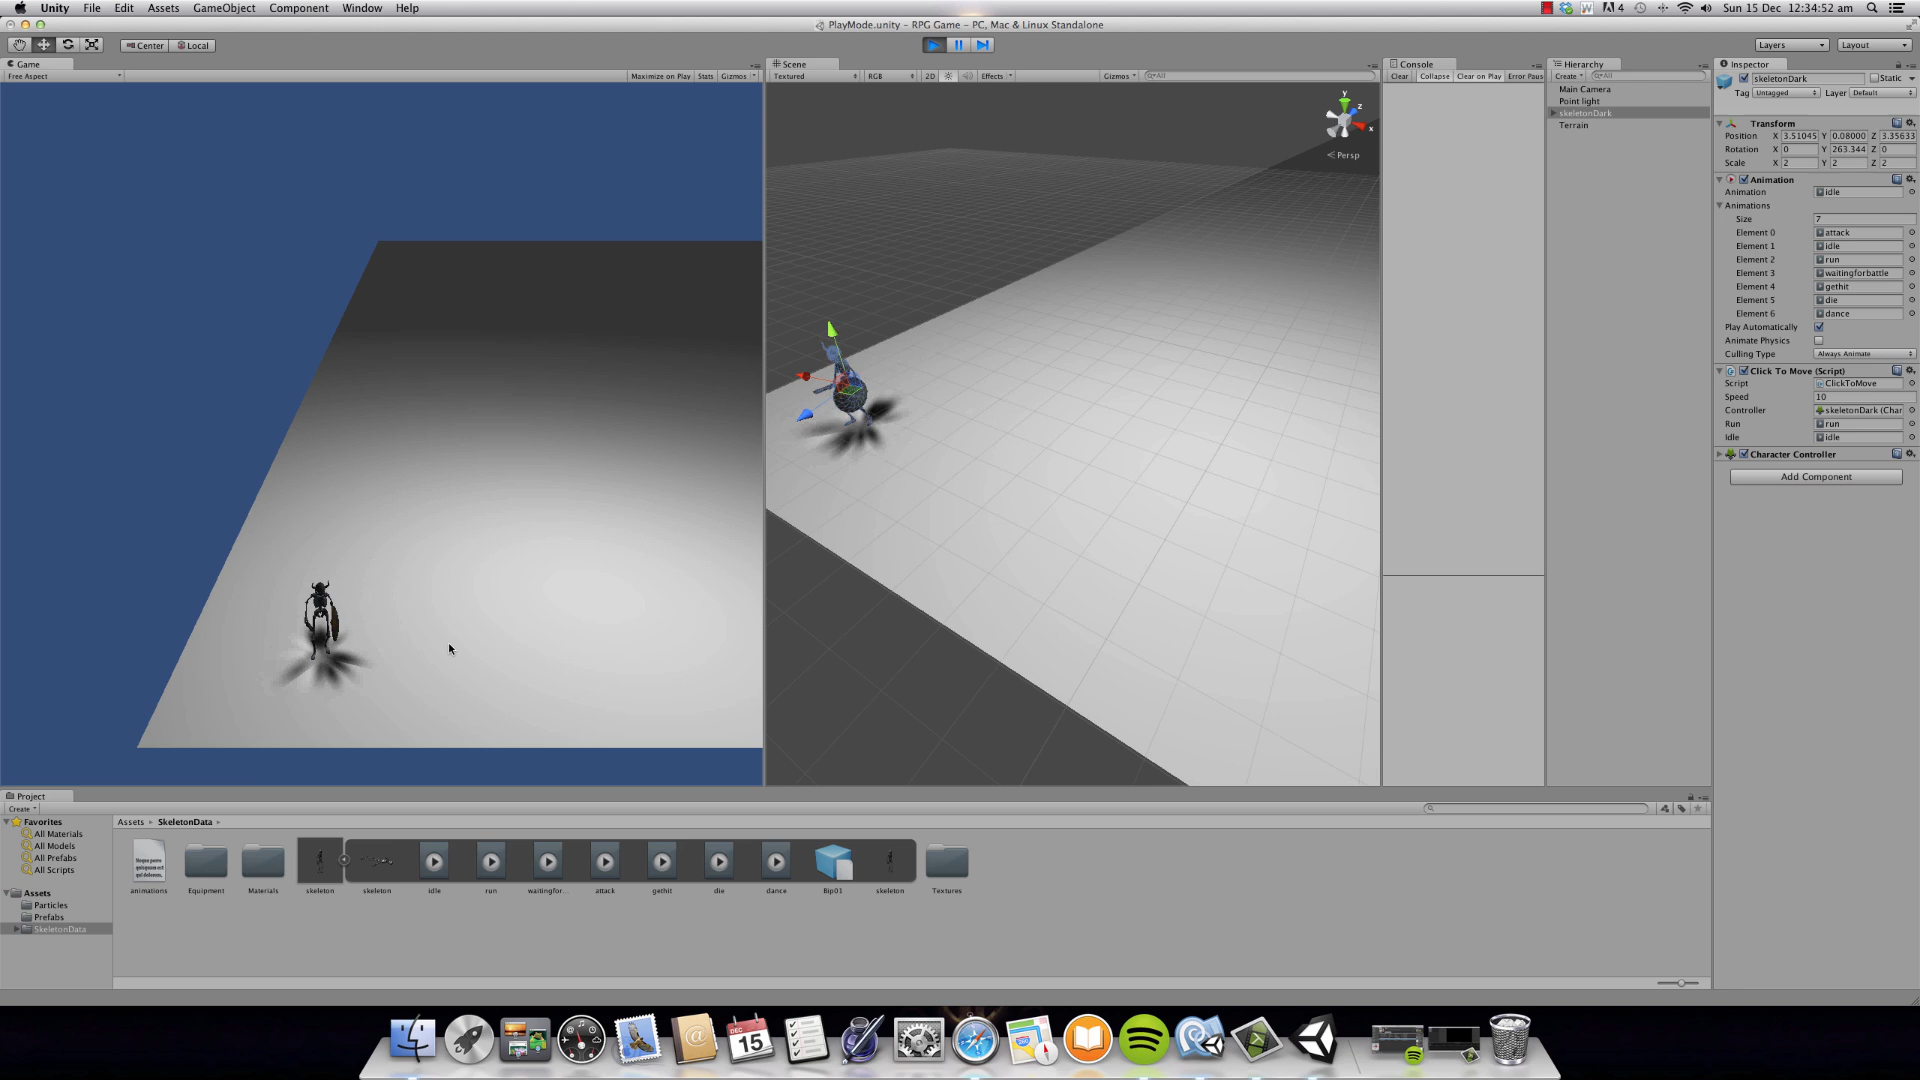 Unity File Edit Assets GameObject Component Window Help
4 Sun 15 Dec 12:34:52 am
PlayMode.unity - RPG Game - PC, Mac & Linux Standalone
Center Local
Layers Layout
Game
Free Aspect Maximize on Play Stats Gizmos
Scene
Textured RGB 2D Effects Gizmos All
y
z
x
Persp
Console
Clear Collapse Clear on Play Error Paus
Hierarchy
Create All
Main Camera
Point light
skeletonDark
Terrain
Inspector
skeletonDark Static
Tag Untagged Layer Default
Transform
Position X 3.51045 Y 0.08000 Z 3.35633
Rotation X 0 Y 263.344 Z 0
Scale X 2 Y 2 Z 2
Animation
Animation idle
Animations
Size 7
Element 0 attack
Element 1 idle
Element 2 run
Element 3 waitingforbattle
Element 4 gethit
Element 5 die
Element 6 dance
Play Automatically
Animate Physics
Culling Type Always Animate
Click To Move (Script)
Script ClickToMove
Speed 10
Controller skeletonDark (Char
Run run
Idle idle
Character Controller
Add Component
Project
Create
Favorites
All Materials
All Models
All Prefabs
All Scripts
Assets
Particles
Prefabs
SkeletonData
Assets SkeletonData
animations Equipment Materials skeleton skeleton idle run waitingfor... attack gethit die dance Bip01 skeleton Textures
DEC
15